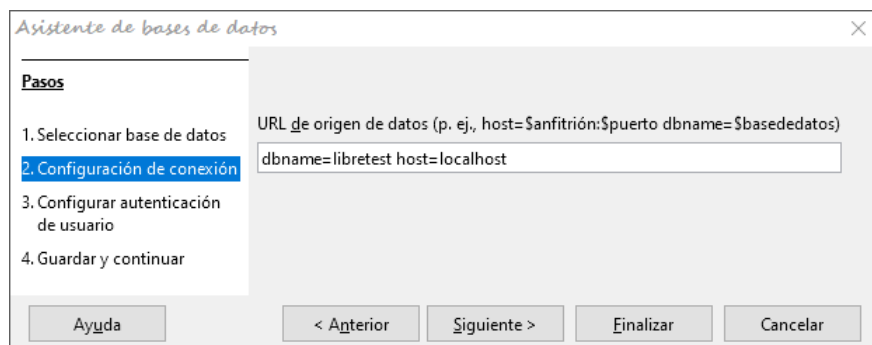 Asistente de bases de datos
Pasos
1. Seleccionar base de datos
2. Configuración de conexión
3. Configurar autenticación
de usuario
4. Guardar y continuar
URL de origen de datos (p. ej., host=$anfitrión:$puerto dbname=$basededatos)
dbname=libretest host=localhost
Ayuda
< Anterior
Siguiente >
Finalizar
Cancelar